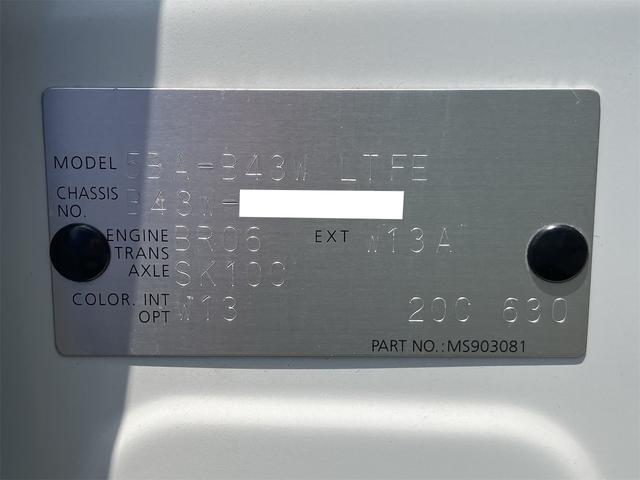 MODEL 5BA-B43W LTFE
CHASSIS NO. B43W-
ENGINE BR06 EXT W13A
TRANS AXLE SK10C
COLOR. INT W13 20C 630
OPT
PART NO.: MS903081